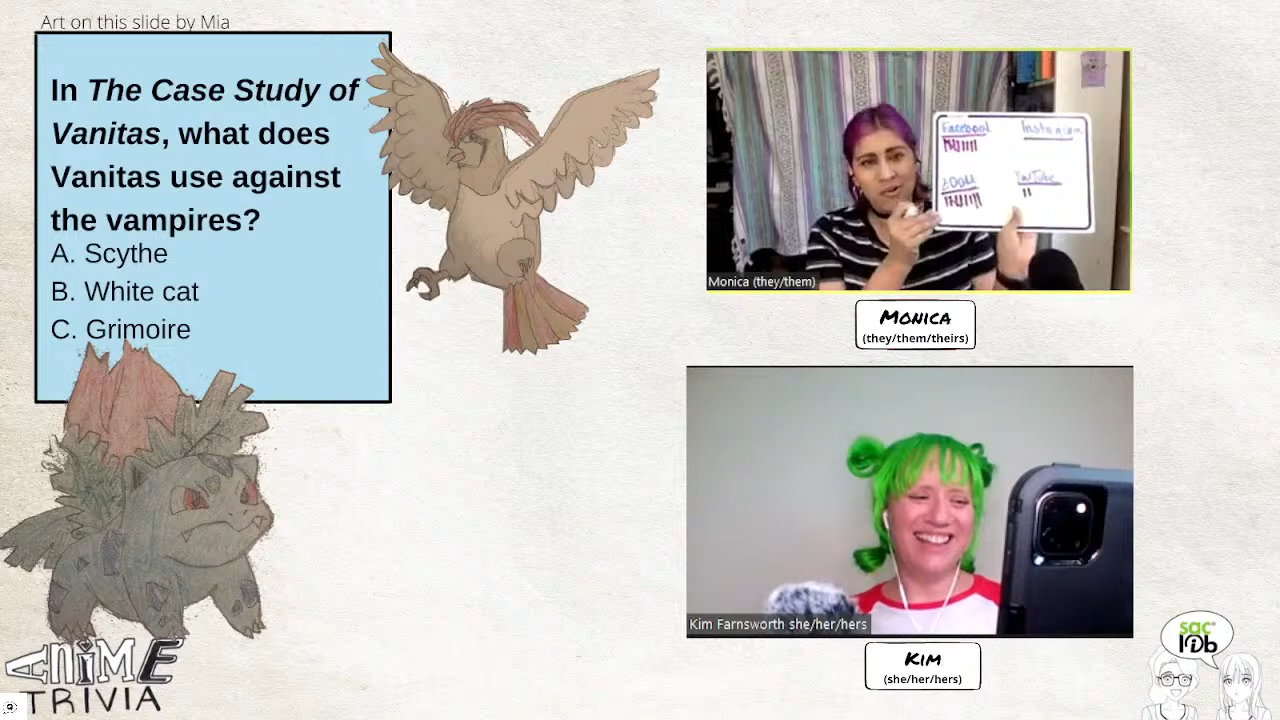 Art on this slide by Mia
In The Case Study of
Vanitas, what does
Vanitas use against
the vampires?
A. Scythe
B. White cat
C. Grimoire
Facebook
Instagram
ZOOM
YouTube
Monica (they/them)
MONICA
(they/them/theirs)
Kim Farnsworth she/her/hers
KIM
(she/her/hers)
ANIME
TRIVIA
sac
lib